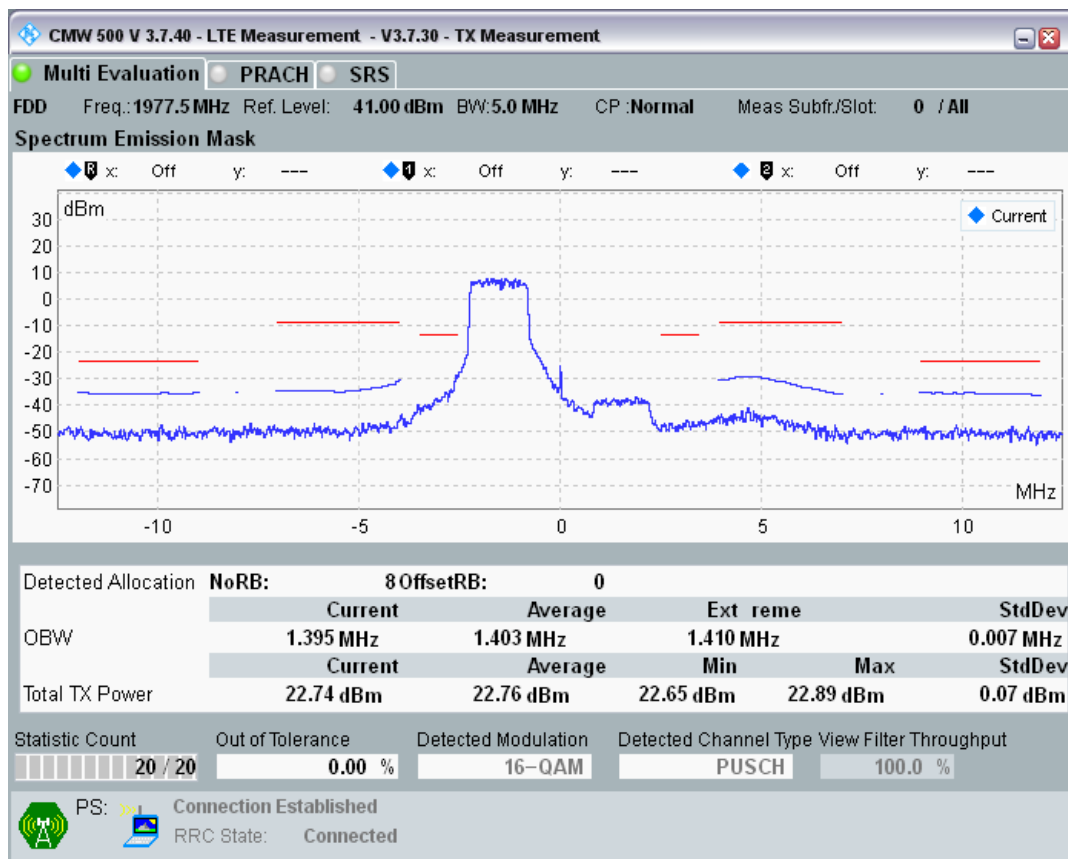 CMW 500 V 3.7.40 - LTE Measurement - V3.7.30 - TX Measurement
Multi Evaluation PRACH SRS
FDD Freq.:1977.5 MHz Ref. Level: 41.00 dBm BW:5.0 MHz CP :Normal Meas Subfr./Slot: 0 / All
Spectrum Emission Mask
R x: Off y: --- 1 x: Off y: --- 2 x: Off y: ---
dBm
Current
30
20
10
0
-10
-20
-30
-40
-50
-60
-70
MHz
-10 -5 0 5 10
Detected Allocation NoRB: 8 OffsetRB: 0
Current Average Ext reme StdDev
OBW 1.395 MHz 1.403 MHz 1.410 MHz 0.007 MHz
Current Average Min Max StdDev
Total TX Power 22.74 dBm 22.76 dBm 22.65 dBm 22.89 dBm 0.07 dBm
Statistic Count Out of Tolerance Detected Modulation Detected Channel Type View Filter Throughput
20 / 20 0.00 % 16-QAM PUSCH 100.0 %
PS: Connection Established
RRC State: Connected